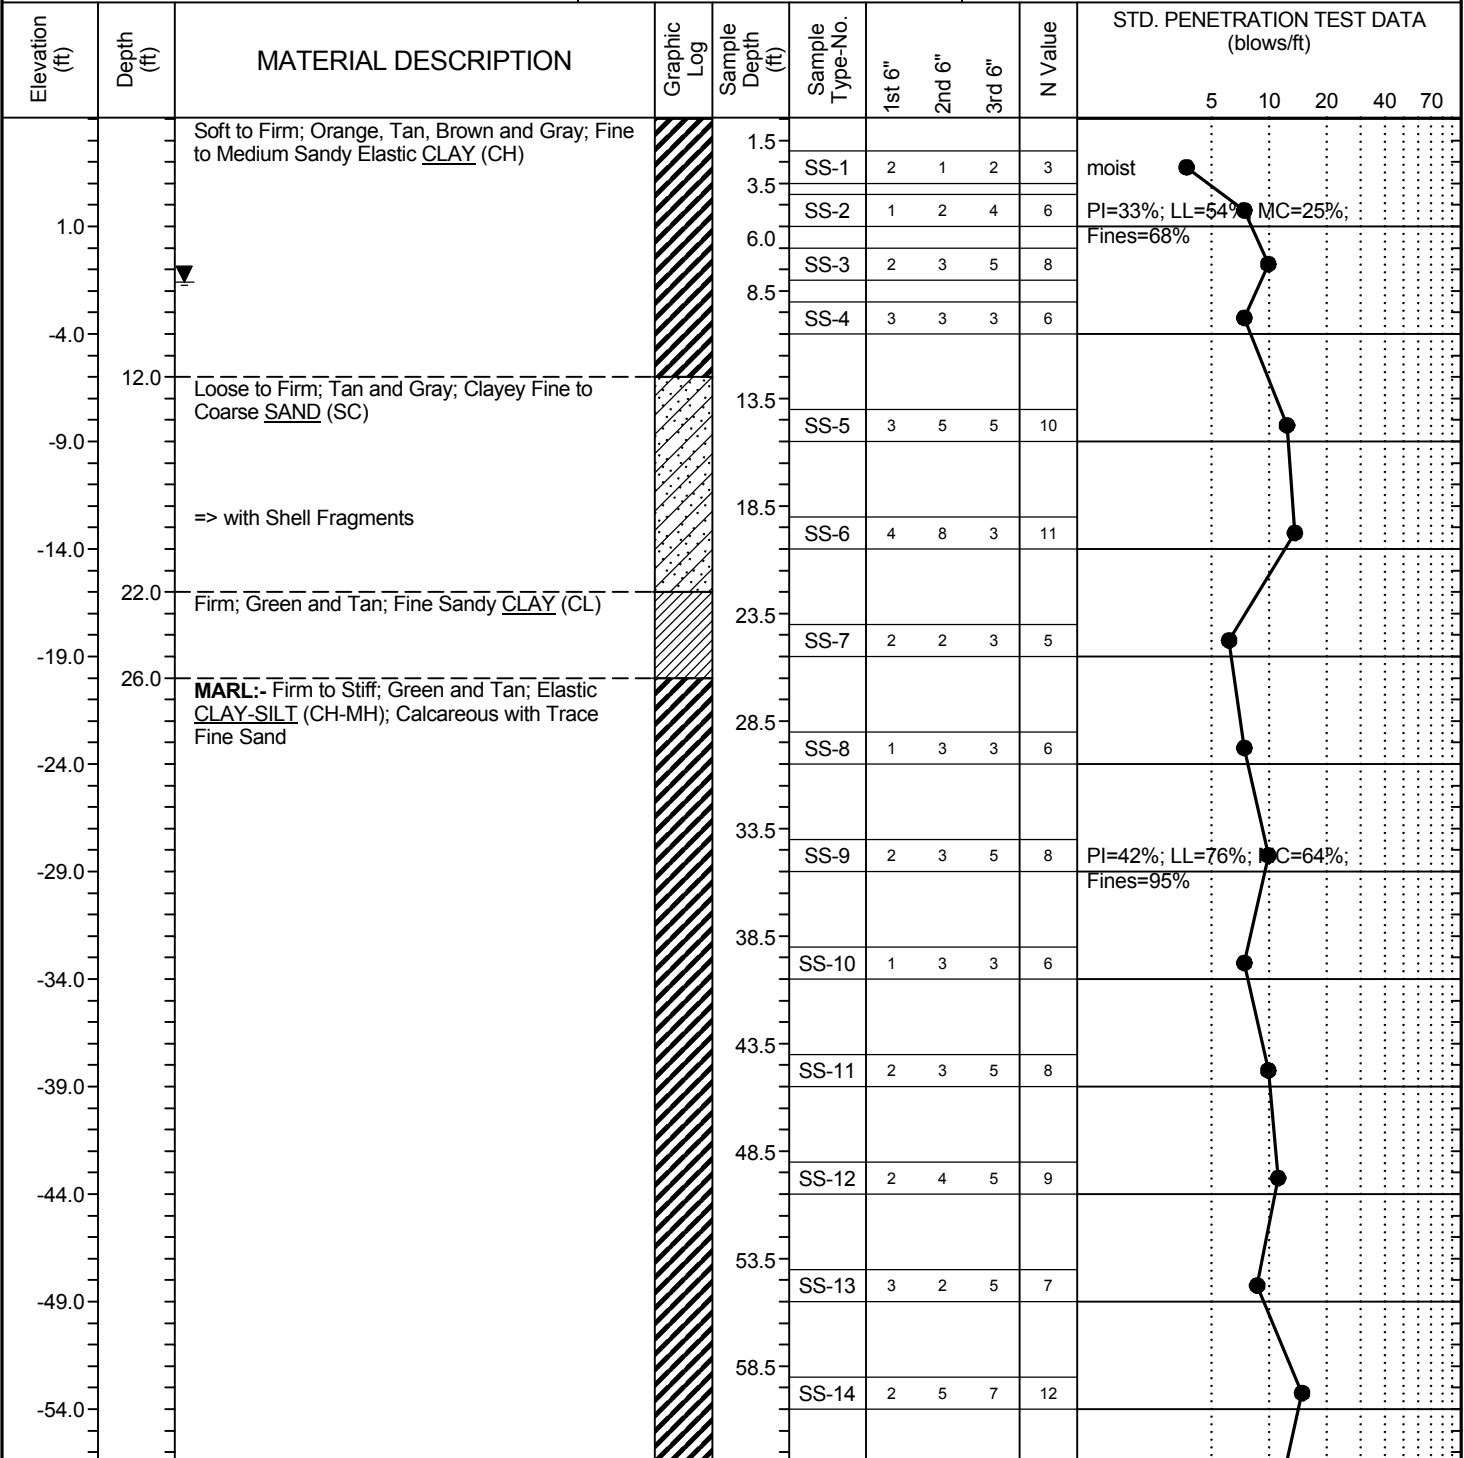 Elevation
(ft)
Depth
(ft)
MATERIAL DESCRIPTION
Graphic
Log
Sample
Depth
(ft)
Sample
Type-No.
1st 6"
2nd 6"
3rd 6"
N Value
STD. PENETRATION TEST DATA
(blows/ft)
5 10 20 40 70
Soft to Firm; Orange, Tan, Brown and Gray; Fine
to Medium Sandy Elastic CLAY (CH)
1.5
SS-1 2 1 2 3 moist
3.5
SS-2 1 2 4 6 PI=33%; LL=54%; MC=25%;
Fines=68%
1.0
6.0
SS-3 2 3 5 8
8.5
SS-4 3 3 3 6
-4.0
12.0
Loose to Firm; Tan and Gray; Clayey Fine to
Coarse SAND (SC)
13.5
SS-5 3 5 5 10
-9.0
18.5
=> with Shell Fragments
SS-6 4 8 3 11
-14.0
22.0
Firm; Green and Tan; Fine Sandy CLAY (CL)
23.5
SS-7 2 2 3 5
-19.0
26.0
MARL:- Firm to Stiff; Green and Tan; Elastic
CLAY-SILT (CH-MH); Calcareous with Trace
Fine Sand
28.5
SS-8 1 3 3 6
-24.0
33.5
SS-9 2 3 5 8 PI=42%; LL=76%; MC=64%;
Fines=95%
-29.0
38.5
SS-10 1 3 3 6
-34.0
43.5
SS-11 2 3 5 8
-39.0
48.5
SS-12 2 4 5 9
-44.0
53.5
SS-13 3 2 5 7
-49.0
58.5
SS-14 2 5 7 12
-54.0